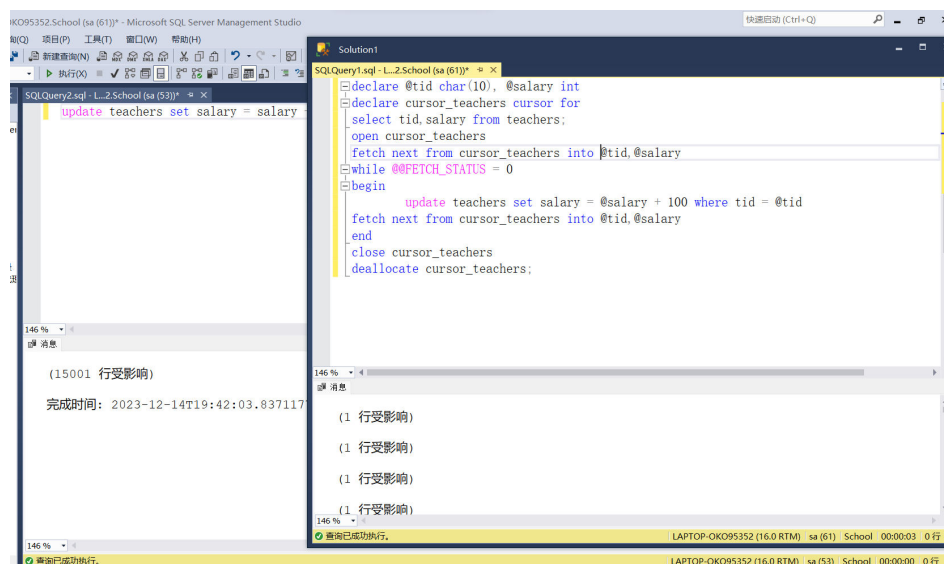 OKO95352.School (sa (61))* - Microsoft SQL Server Management Studio
快速启动 (Ctrl+Q)
(Q) 项目(P) 工具(T) 窗口(W) 帮助(H)
新建查询(N)
执行(X)
SQLQuery2.sql - L...2.School (sa (53))*
update teachers set salary = salary
146 %
消息
(15001 行受影响)
完成时间: 2023-12-14T19:42:03.837117
146 %
查询已成功执行。
Solution1
SQLQuery1.sql - L...2.School (sa (61))*
declare @tid char(10), @salary int
declare cursor_teachers cursor for
select tid,salary from teachers;
open cursor_teachers
fetch next from cursor_teachers into @tid,@salary
while @@FETCH_STATUS = 0
begin
update teachers set salary = @salary + 100 where tid = @tid
fetch next from cursor_teachers into @tid,@salary
end
close cursor_teachers
deallocate cursor_teachers;
146 %
消息
(1 行受影响)
(1 行受影响)
(1 行受影响)
(1 行受影响)
146 %
查询已成功执行。 LAPTOP-OKO95352 (16.0 RTM) sa (61) School 00:00:03 0 行
LAPTOP-OKO95352 (16.0 RTM) sa (53) School 00:00:00 0 行